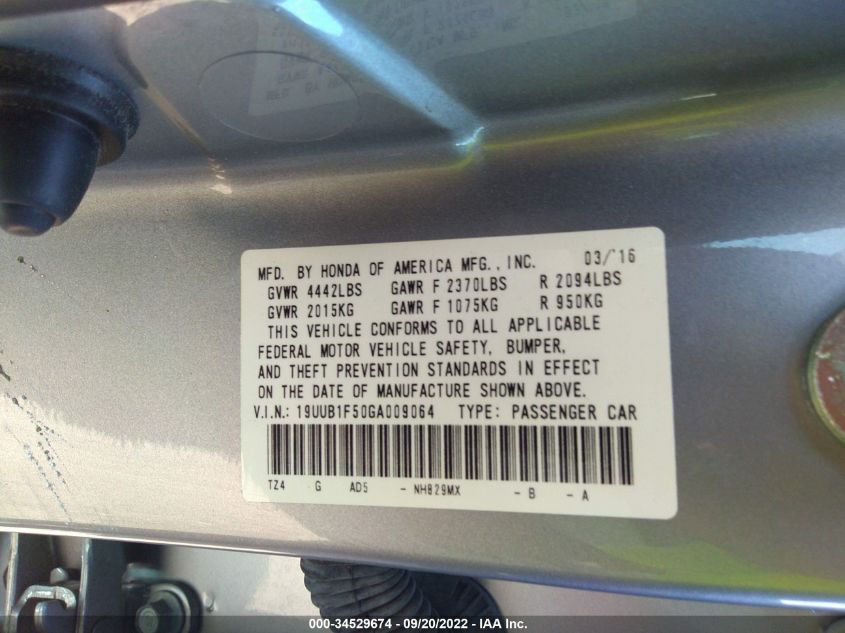 MFD. BY HONDA OF AMERICA MFG., INC. 03/16
GVWR 4442LBS GAWR F 2370LBS R 2094LBS
GVWR 2015KG GAWR F 1075KG R 950KG
THIS VEHICLE CONFORMS TO ALL APPLICABLE
FEDERAL MOTOR VEHICLE SAFETY, BUMPER,
AND THEFT PREVENTION STANDARDS IN EFFECT
ON THE DATE OF MANUFACTURE SHOWN ABOVE.
V.I.N.: 19UUB1F50GA009064 TYPE: PASSENGER CAR
TZ4 G AD5 - NH829MX - B - A
000-34529674 - 09/20/2022 - IAA Inc.